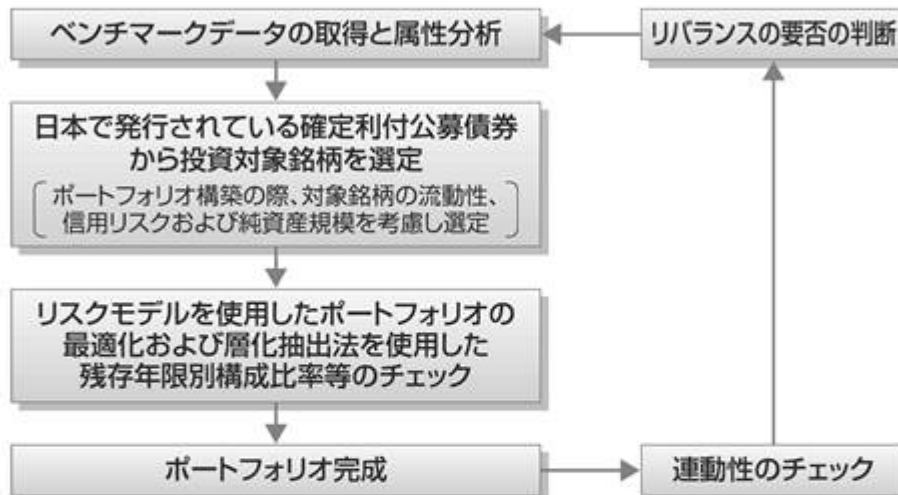 ベンチマークデータの取得と属性分析
リバランスの要否の判断
日本で発行されている確定利付公募債券
から投資対象銘柄を選定
ポートフォリオ構築の際、対象銘柄の流動性、
信用リスクおよび純資産規模を考慮し選定
リスクモデルを使用したポートフォリオの
最適化および層化抽出法を使用した
残存年限別構成比率等のチェック
ポートフォリオ完成
連動性のチェック